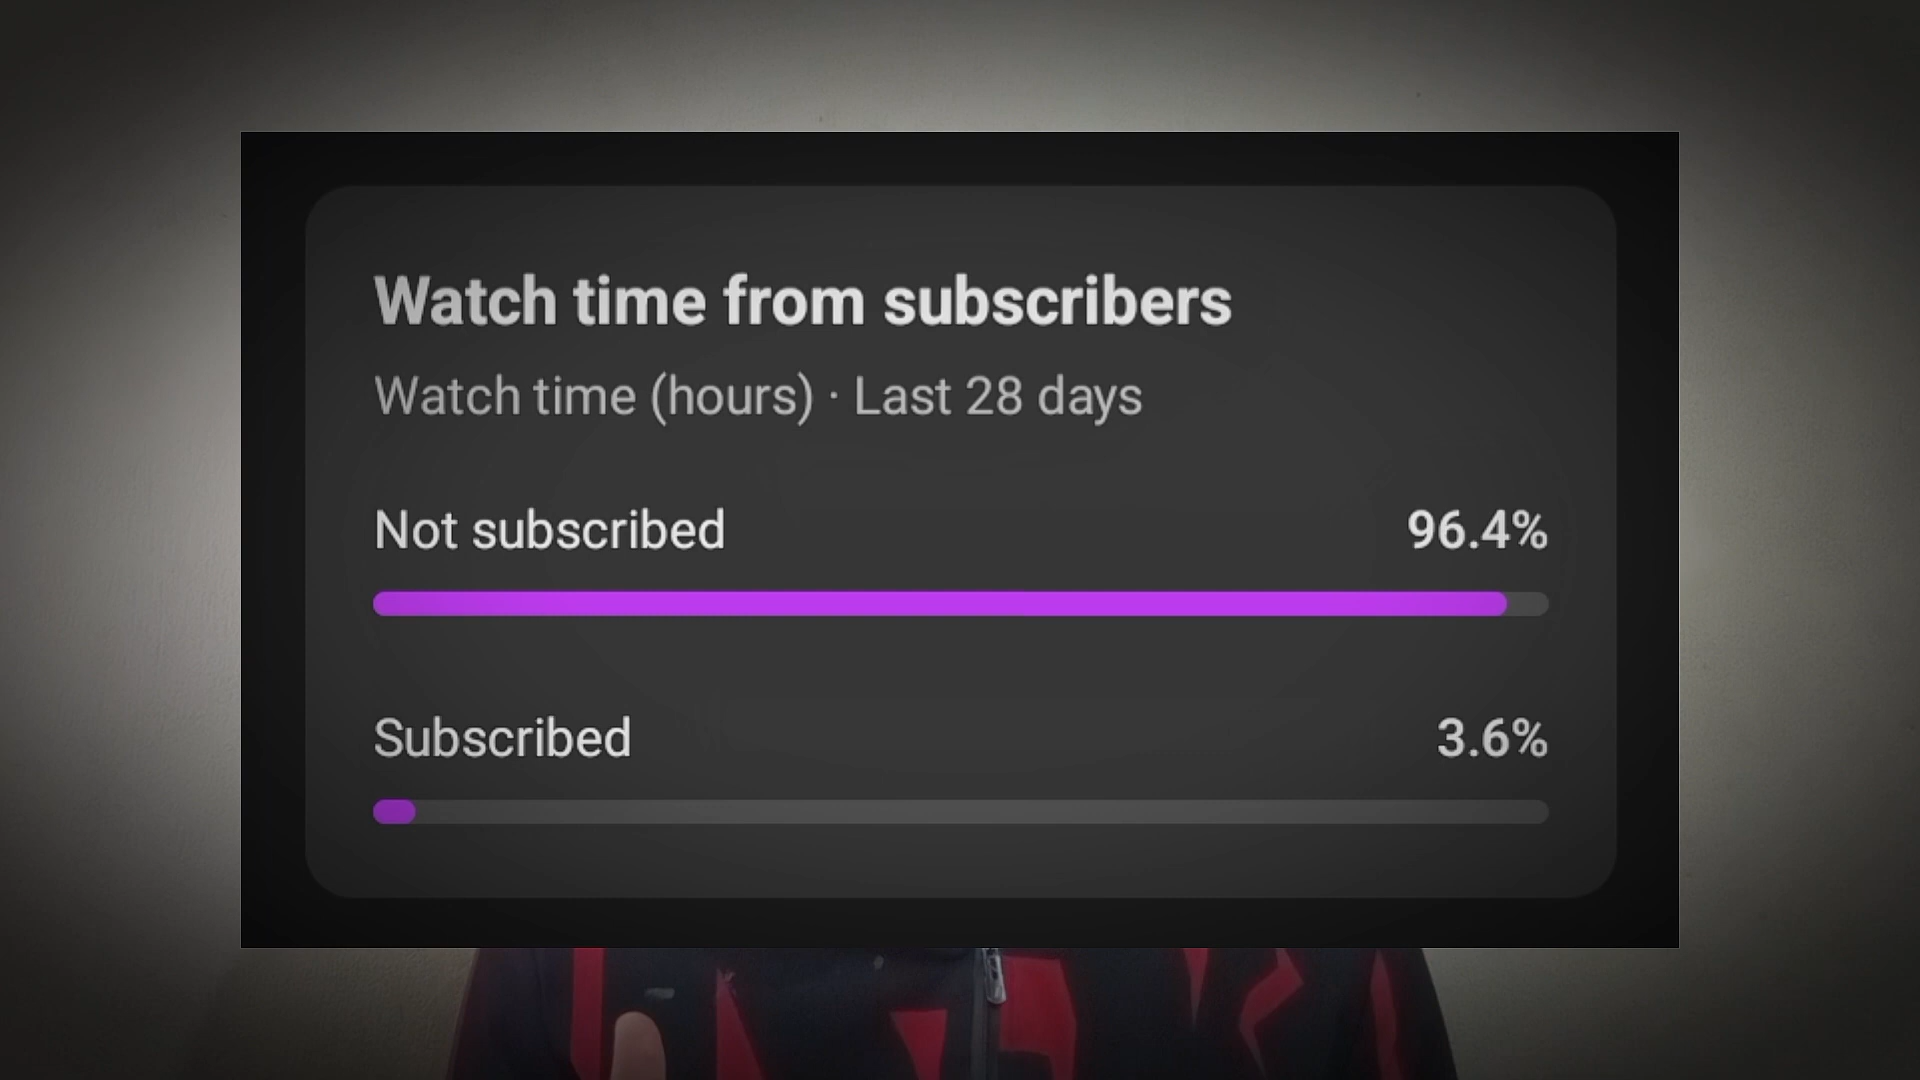 Watch time from subscribers
Watch time (hours) · Last 28 days
Not subscribed 96.4%
Subscribed 3.6%